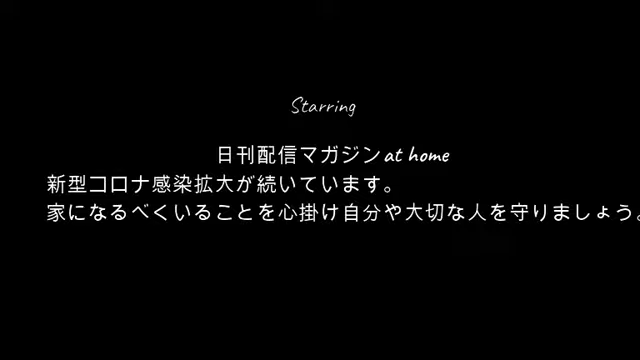 Starring
日刊配信マガジンat home
新型コロナ感染拡大が続いています。
家になるべくいることを心掛け自分や大切な人を守りましょう。